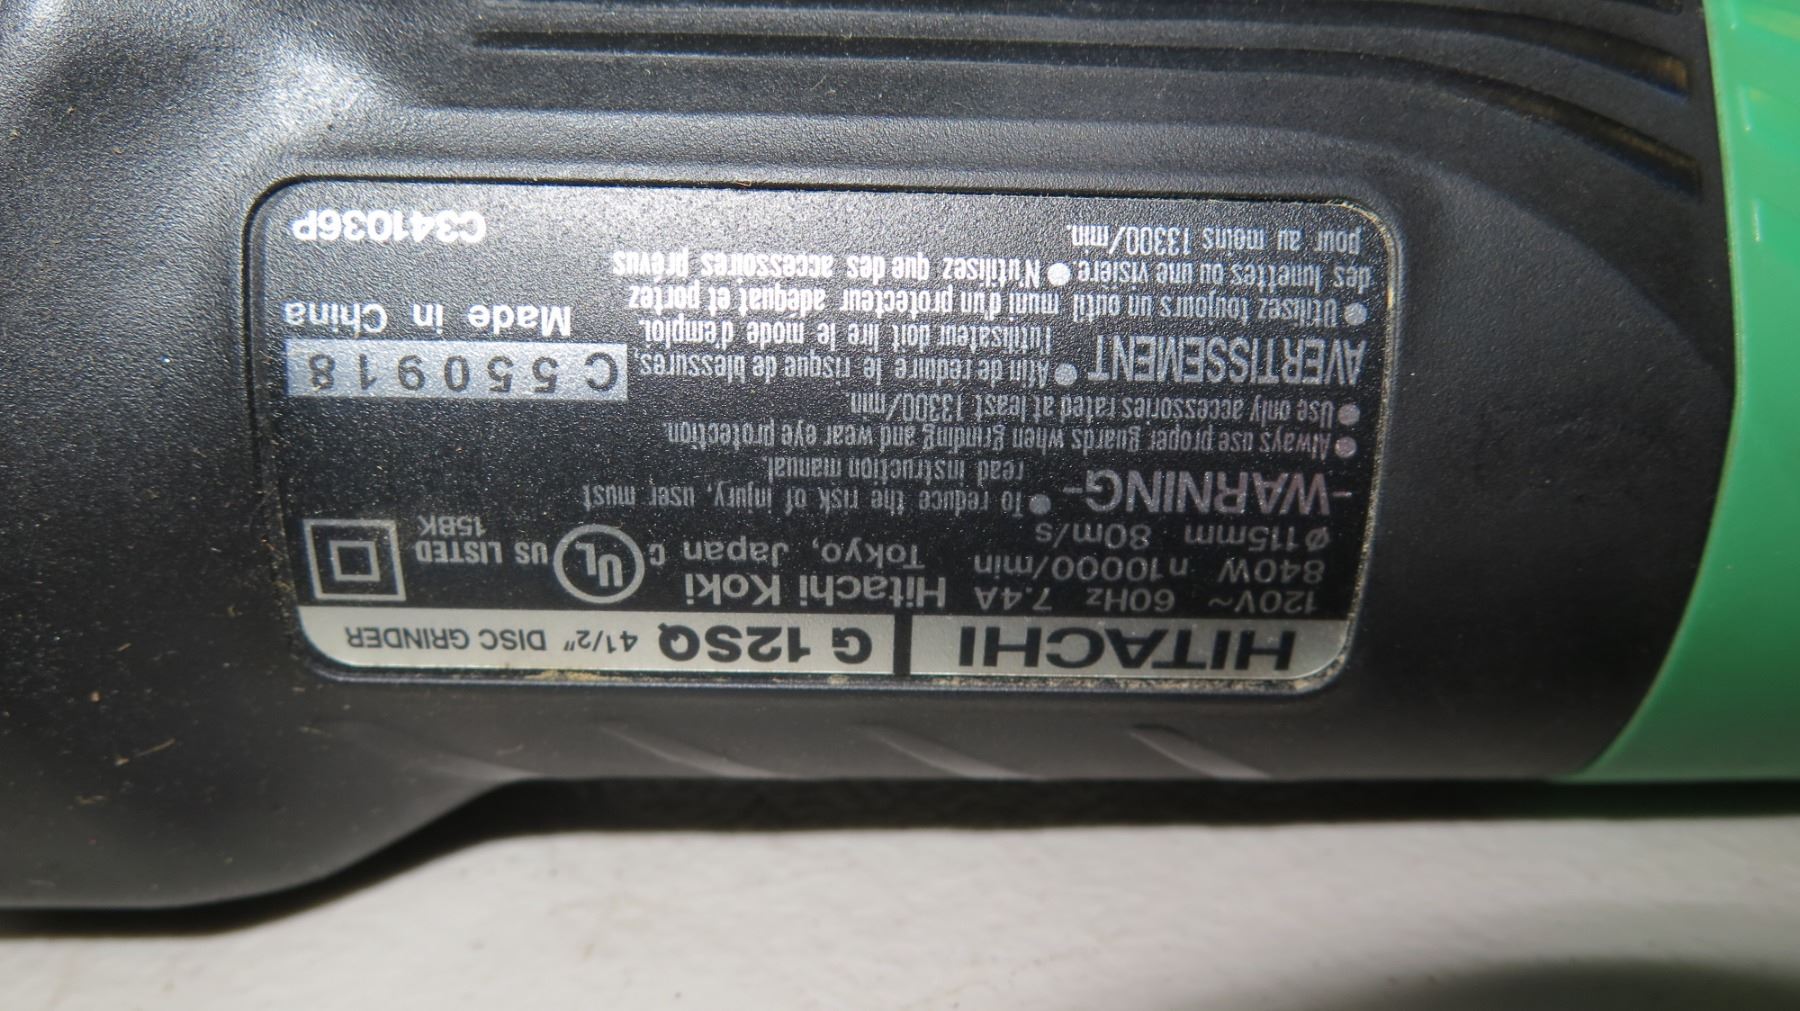 HITACHI G 12SQ 4 1/2" DISC GRINDER
120V~ 60Hz 7.4A
840W n10000/min
ø115mm 80m/s
Hitachi Koki
Tokyo, Japan
C UL US LISTED
15BK
-WARNING-
• To reduce the risk of injury, user must
read instruction manual.
• Always use proper guards when grinding and wear eye protection.
• Use only accessories rated at least 13300/min.
AVERTISSEMENT
• Afin de réduire le risque de blessures,
l'utilisateur doit lire le mode d'emploi.
• Utilisez toujours un outil muni d'un protecteur adéquat et portez
des lunettes ou une visière • N'utilisez que des accessoires prévus
pour au moins 13300/min.
C550918
Made in China
C341036P